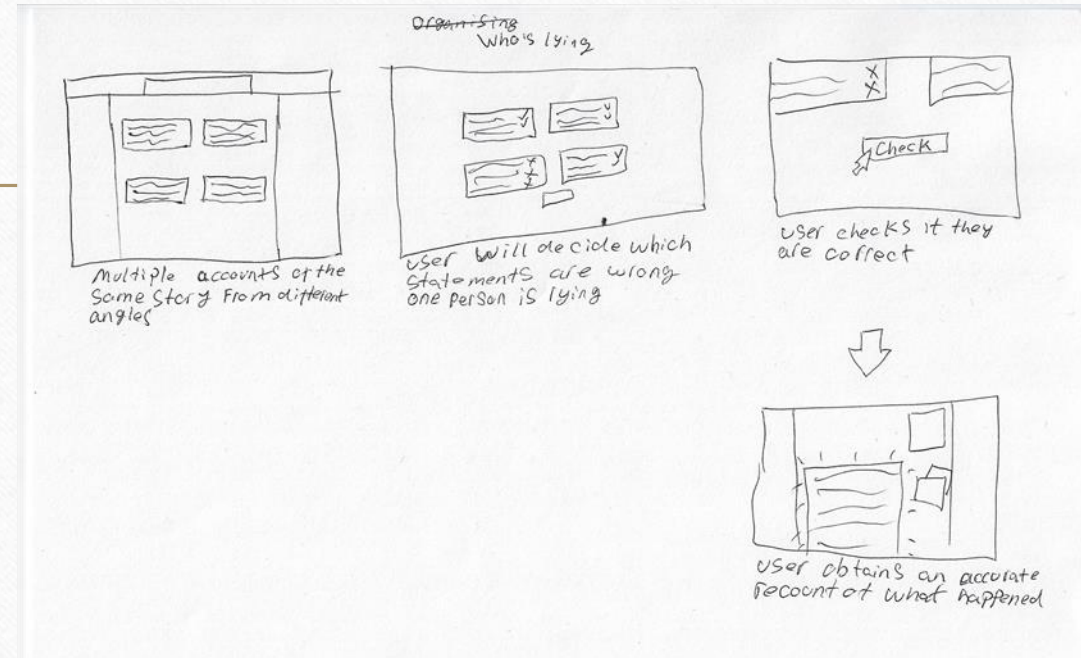 Organising
Who's lying
Multiple accounts of the
Same Story From different
angles
User will decide which
Statements are wrong
one person is lying
Check
User checks if they
are correct
User obtains an accurate
recount of what happened